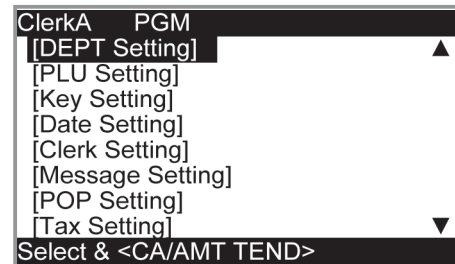 ClerkA PGM
[DEPT Setting]
[PLU Setting]
[Key Setting]
[Date Setting]
[Clerk Setting]
[Message Setting]
[POP Setting]
[Tax Setting]
Select & <CA/AMT TEND>